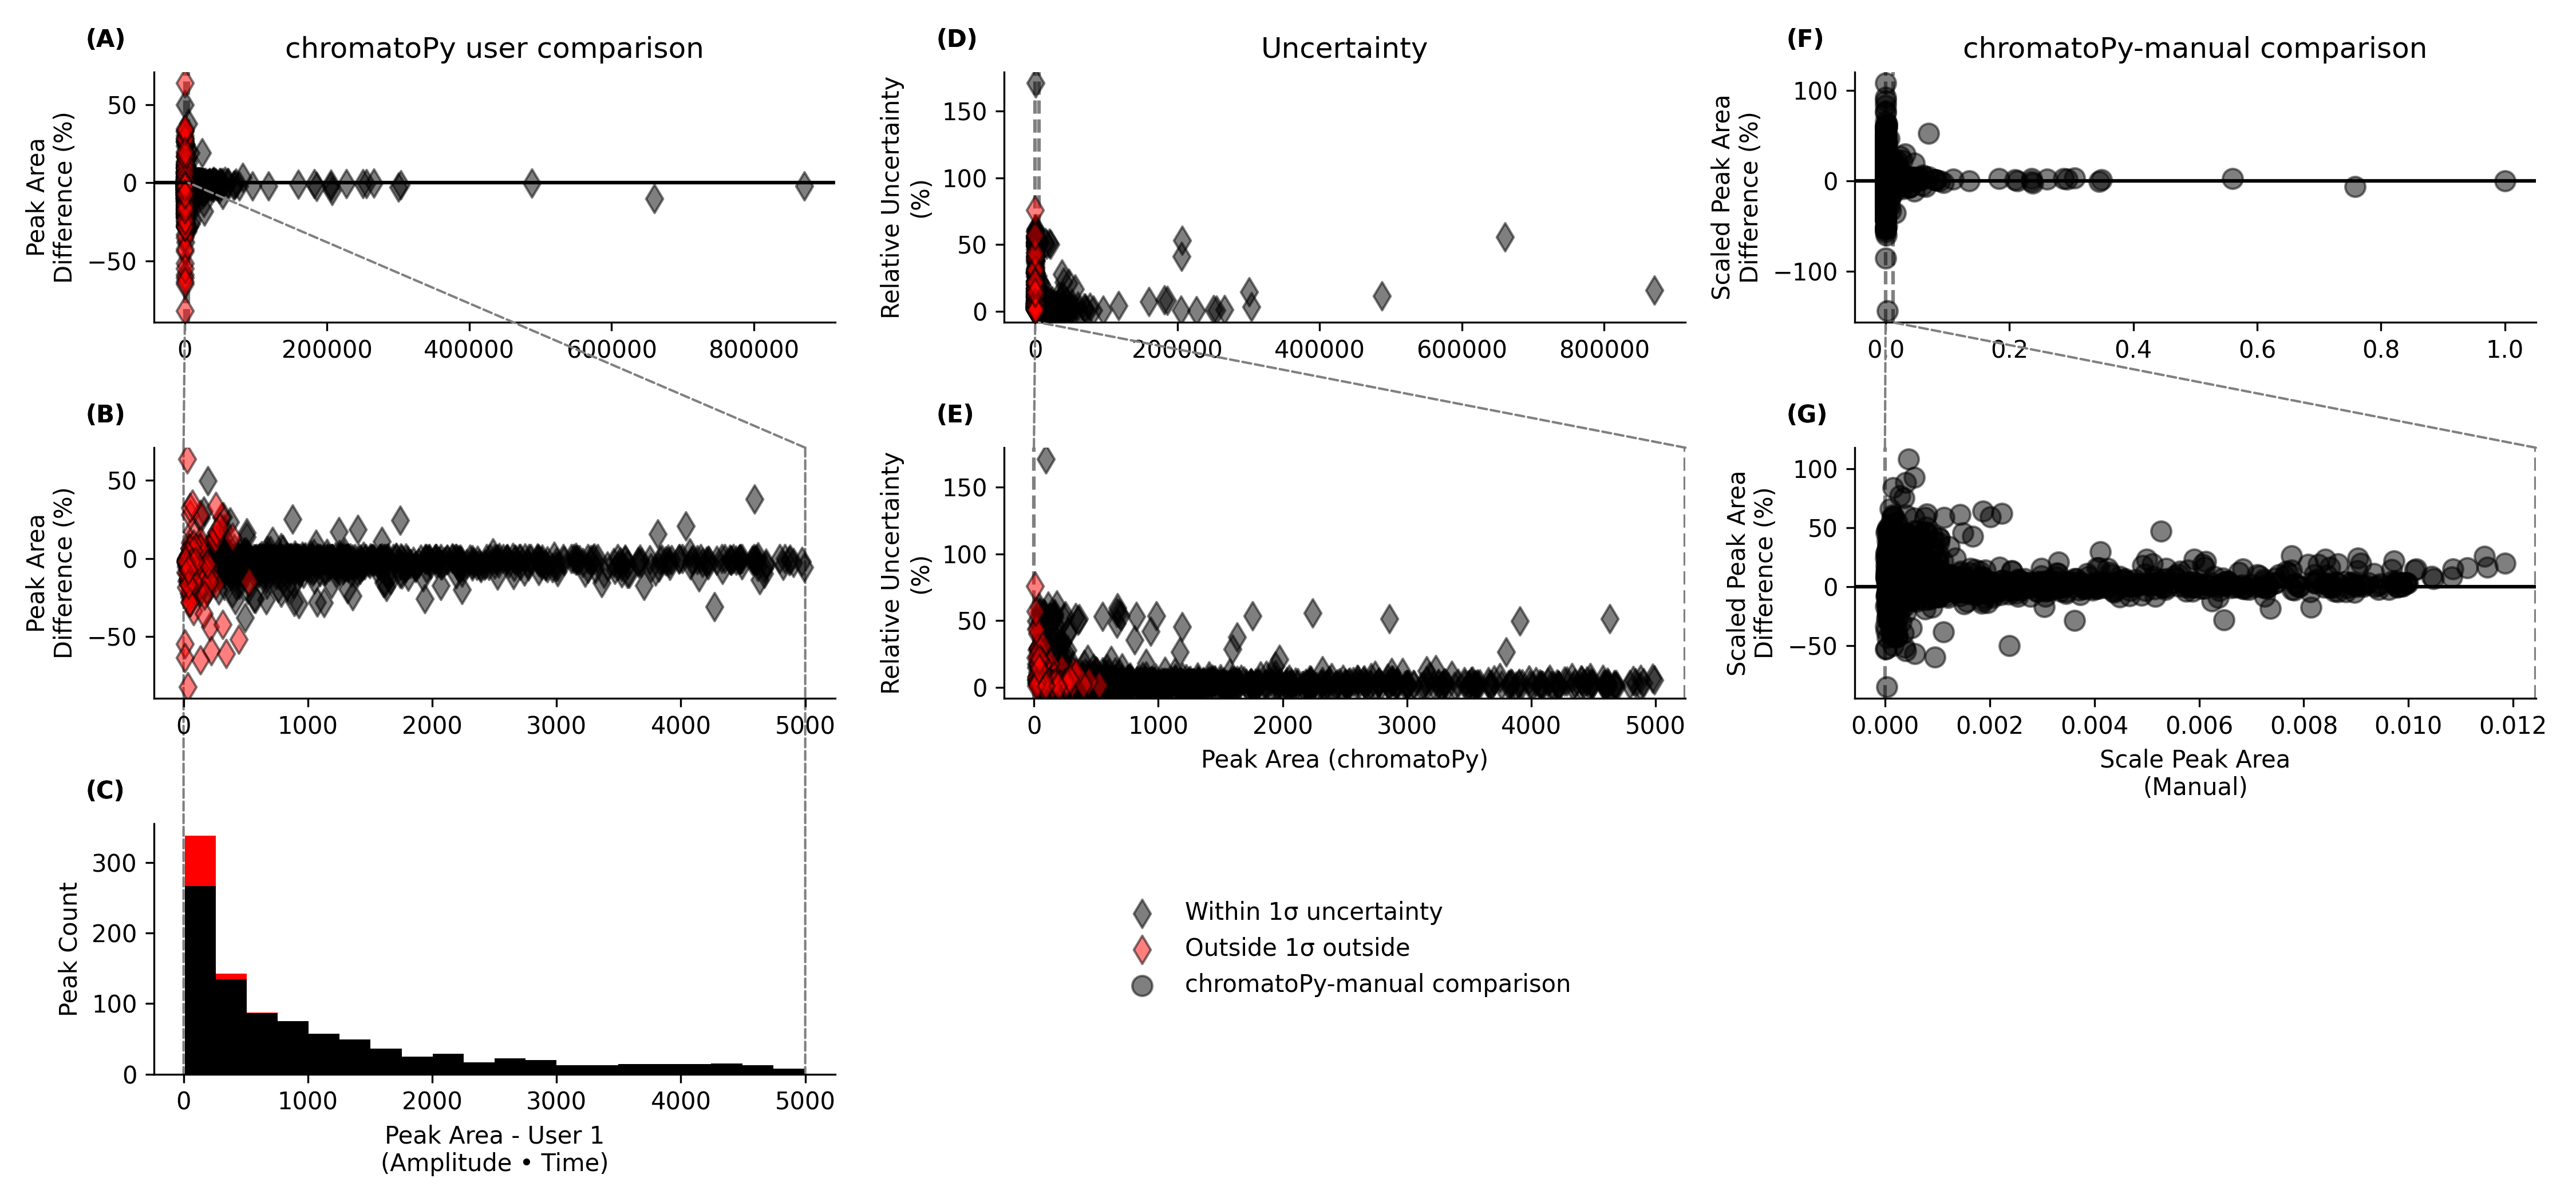 (A)
chromatoPy user comparison
Peak Area
Difference (%)
50
0
−50
0
200000
400000
600000
800000
(D)
Uncertainty
Relative Uncertainty
(%)
150
100
50
0
0
200000
400000
600000
800000
(F)
chromatoPy-manual comparison
Scaled Peak Area
Difference (%)
100
0
−100
0.0
0.2
0.4
0.6
0.8
1.0
(B)
Peak Area
Difference (%)
50
0
−50
0
1000
2000
3000
4000
5000
(E)
Relative Uncertainty
(%)
150
100
50
0
0
1000
2000
3000
4000
5000
Peak Area (chromatoPy)
(G)
Scaled Peak Area
Difference (%)
100
50
0
−50
0.000
0.002
0.004
0.006
0.008
0.010
0.012
Scale Peak Area
(Manual)
(C)
Peak Count
300
200
100
0
0
1000
2000
3000
4000
5000
Peak Area - User 1
(Amplitude • Time)
Within 1σ uncertainty
Outside 1σ outside
chromatoPy-manual comparison